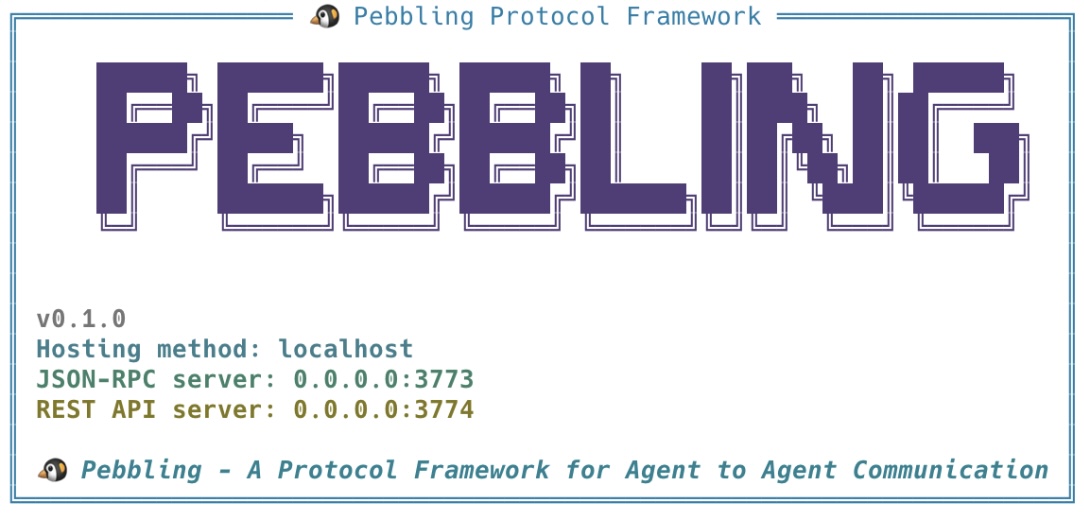 🐧 Pebbling Protocol Framework
PEBBLING
v0.1.0
Hosting method: localhost
JSON-RPC server: 0.0.0.0:3773
REST API server: 0.0.0.0:3774
🐧 Pebbling - A Protocol Framework for Agent to Agent Communication